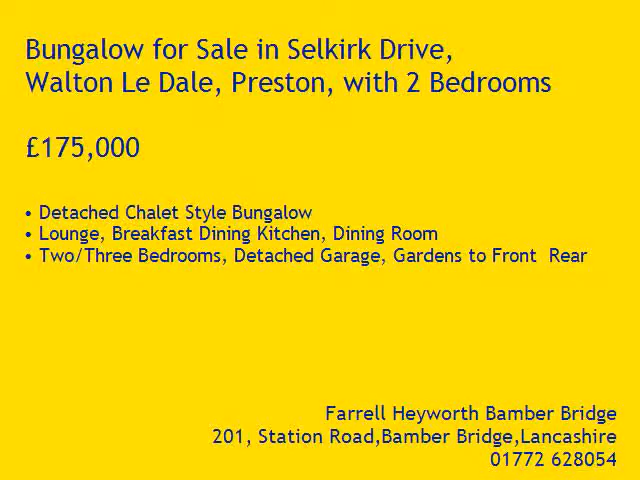 Bungalow for Sale in Selkirk Drive,
Walton Le Dale, Preston, with 2 Bedrooms
£175,000
• Detached Chalet Style Bungalow
• Lounge, Breakfast Dining Kitchen, Dining Room
• Two/Three Bedrooms, Detached Garage, Gardens to Front  Rear
Farrell Heyworth Bamber Bridge
201, Station Road,Bamber Bridge,Lancashire
01772 628054